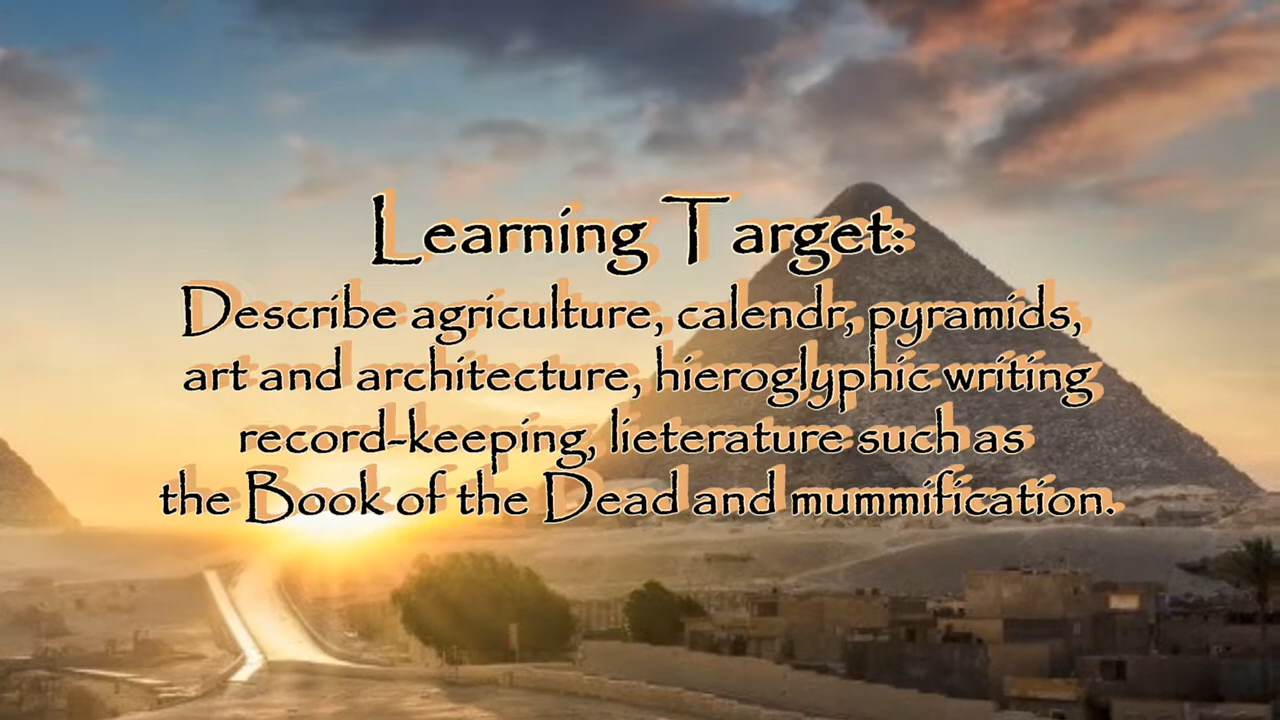 Learning Target:
Describe agriculture, calendr, pyramids,
art and architecture, hieroglyphic writing
record-keeping, lieterature such as
the Book of the Dead and mummification.